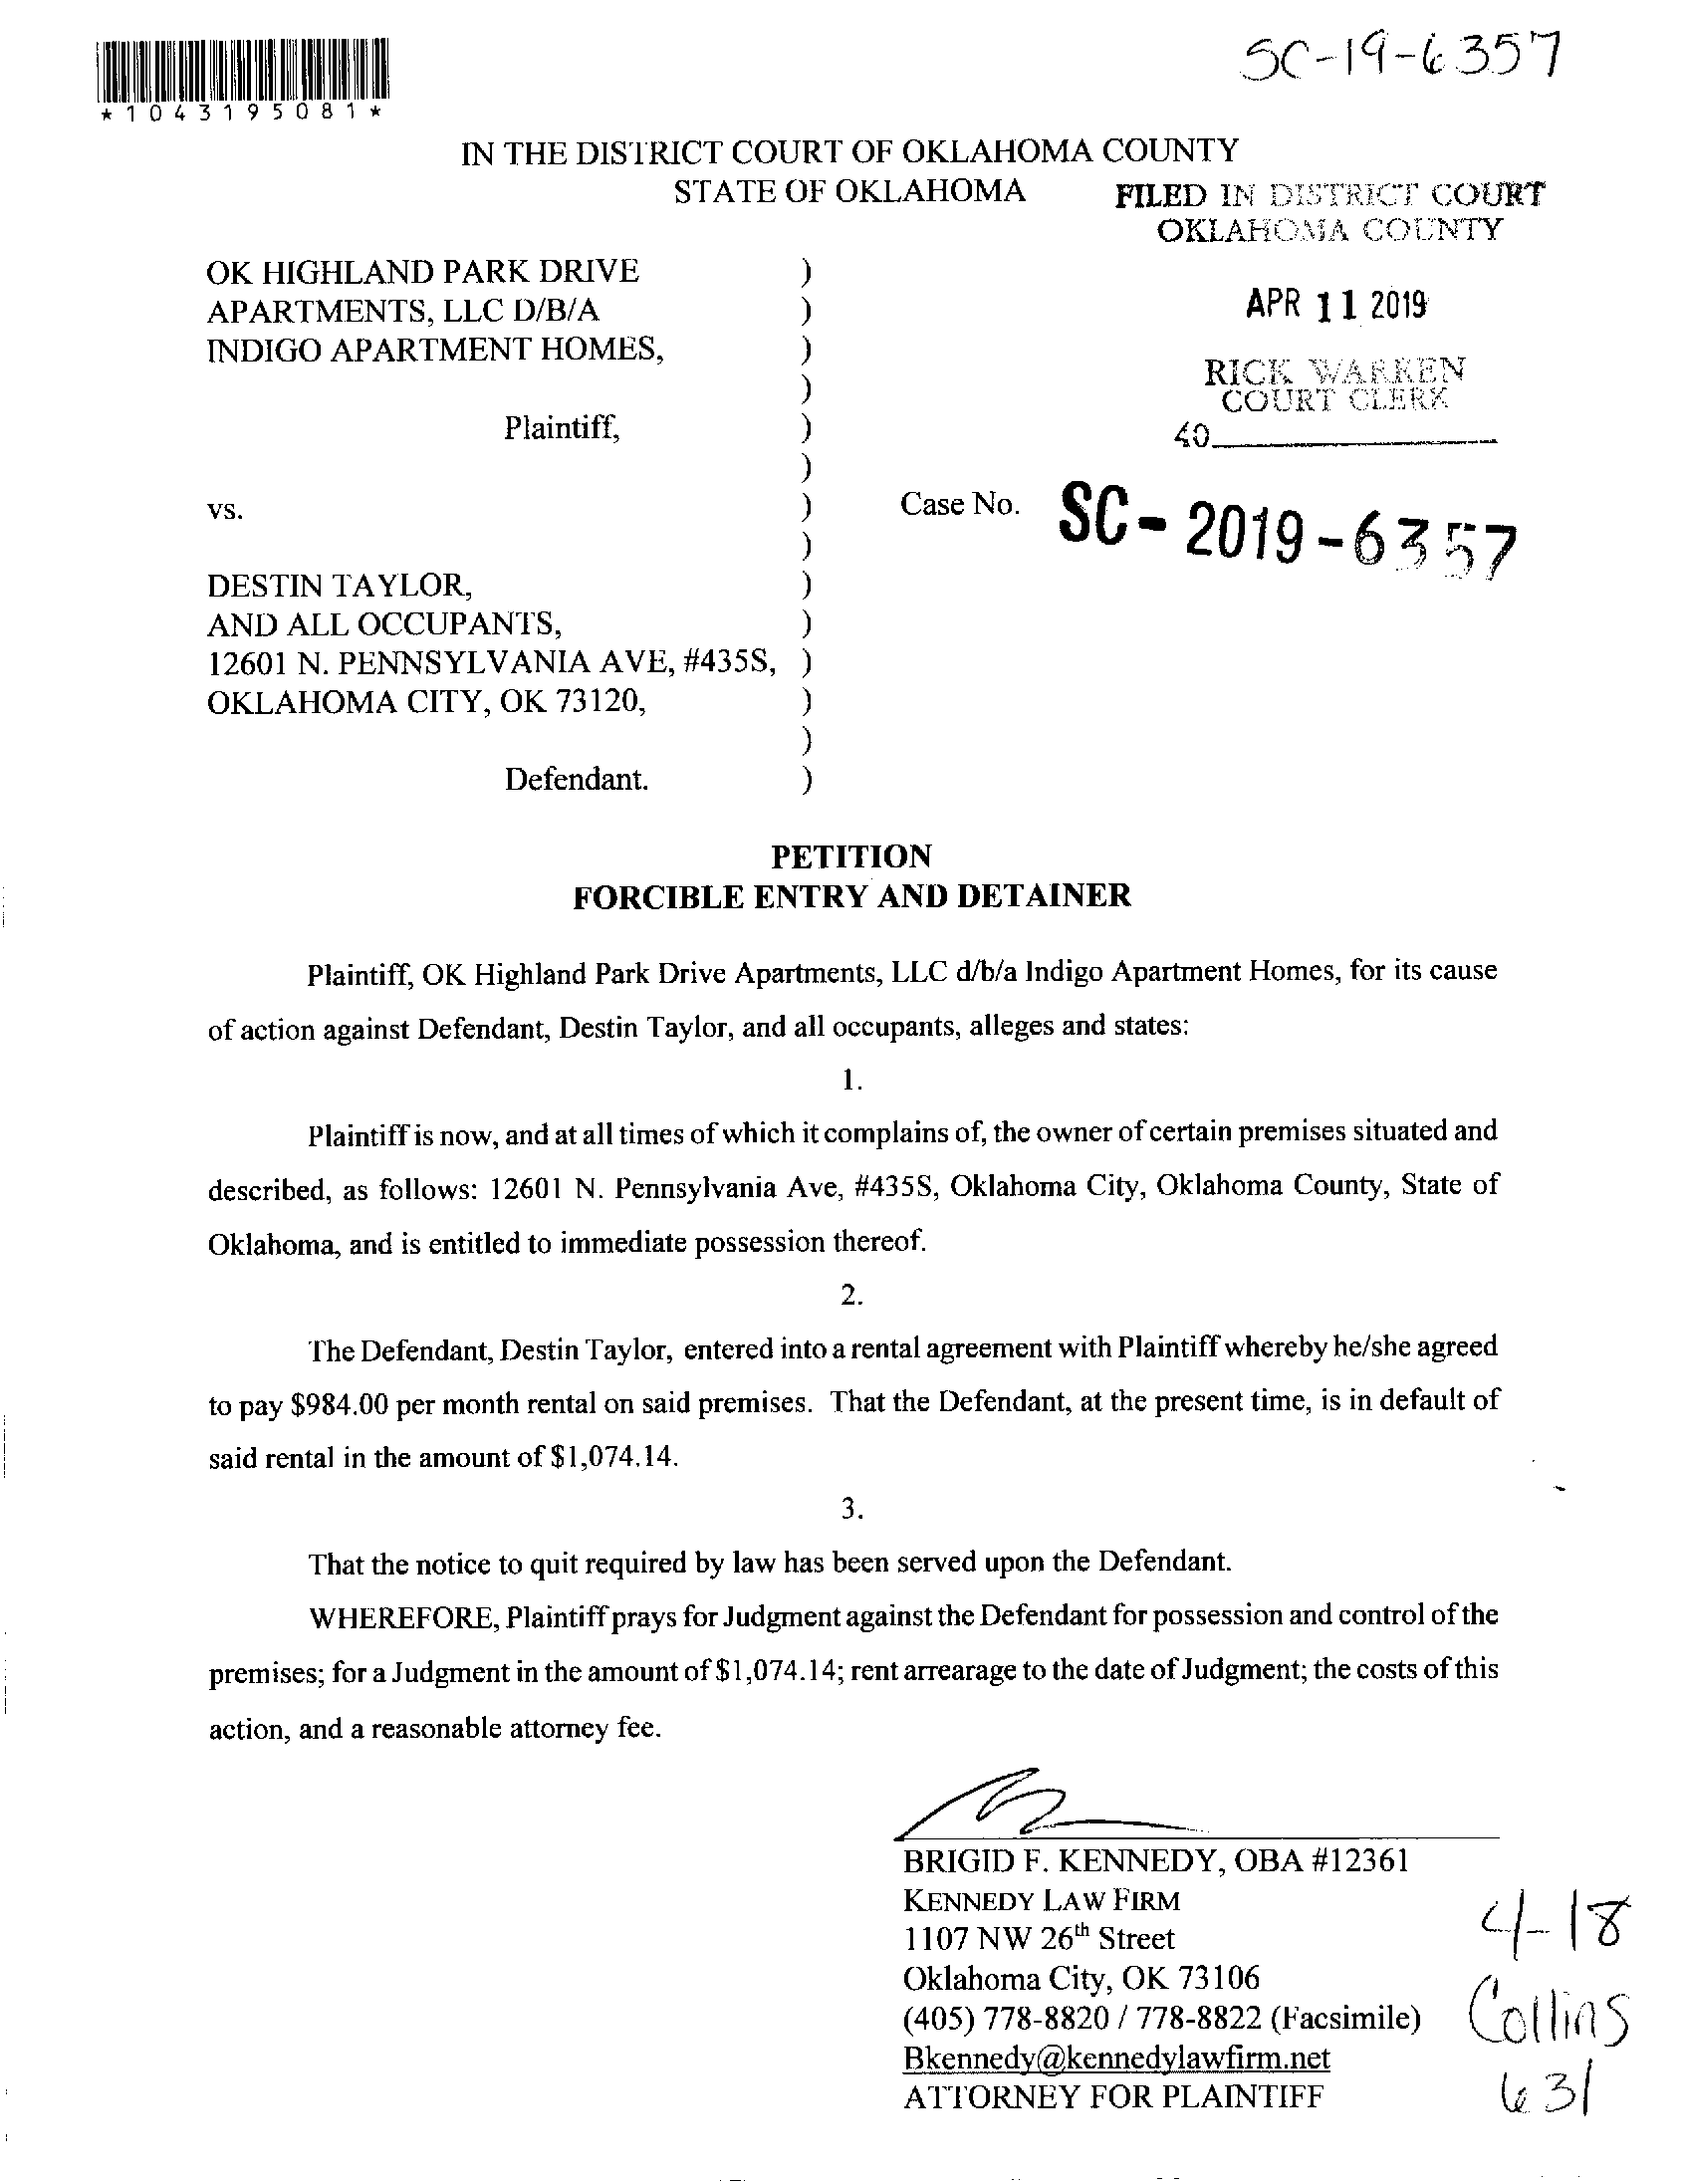 SC-19-6357
*1043195081*
IN THE DISTRICT COURT OF OKLAHOMA COUNTY
STATE OF OKLAHOMA
FILED IN DISTRICT COURT
OKLAHOMA COUNTY
OK HIGHLAND PARK DRIVE )
APARTMENTS, LLC D/B/A )
INDIGO APARTMENT HOMES, )
)
APR 11 2019
RICK WARREN
COURT CLERK
40
Plaintiff, )
)
vs. ) Case No. SC-2019-6357
)
DESTIN TAYLOR, )
AND ALL OCCUPANTS, )
12601 N. PENNSYLVANIA AVE, #435S, )
OKLAHOMA CITY, OK 73120, )
)
Defendant. )
PETITION
FORCIBLE ENTRY AND DETAINER
Plaintiff, OK Highland Park Drive Apartments, LLC d/b/a Indigo Apartment Homes, for its cause
of action against Defendant, Destin Taylor, and all occupants, alleges and states:
1.
Plaintiff is now, and at all times of which it complains of, the owner of certain premises situated and
described, as follows: 12601 N. Pennsylvania Ave, #435S, Oklahoma City, Oklahoma County, State of
Oklahoma, and is entitled to immediate possession thereof.
2.
The Defendant, Destin Taylor, entered into a rental agreement with Plaintiff whereby he/she agreed
to pay $984.00 per month rental on said premises. That the Defendant, at the present time, is in default of
said rental in the amount of $1,074.14.
3.
That the notice to quit required by law has been served upon the Defendant.
WHEREFORE, Plaintiff prays for Judgment against the Defendant for possession and control of the
premises; for a Judgment in the amount of $1,074.14; rent arrearage to the date of Judgment; the costs of this
action, and a reasonable attorney fee.
BRIGID F. KENNEDY, OBA #12361
KENNEDY LAW FIRM
1107 NW 26th Street
Oklahoma City, OK 73106
(405) 778-8820 / 778-8822 (Facsimile)
Bkennedy@kennedylawfirm.net
ATTORNEY FOR PLAINTIFF
4-18
Collins
631